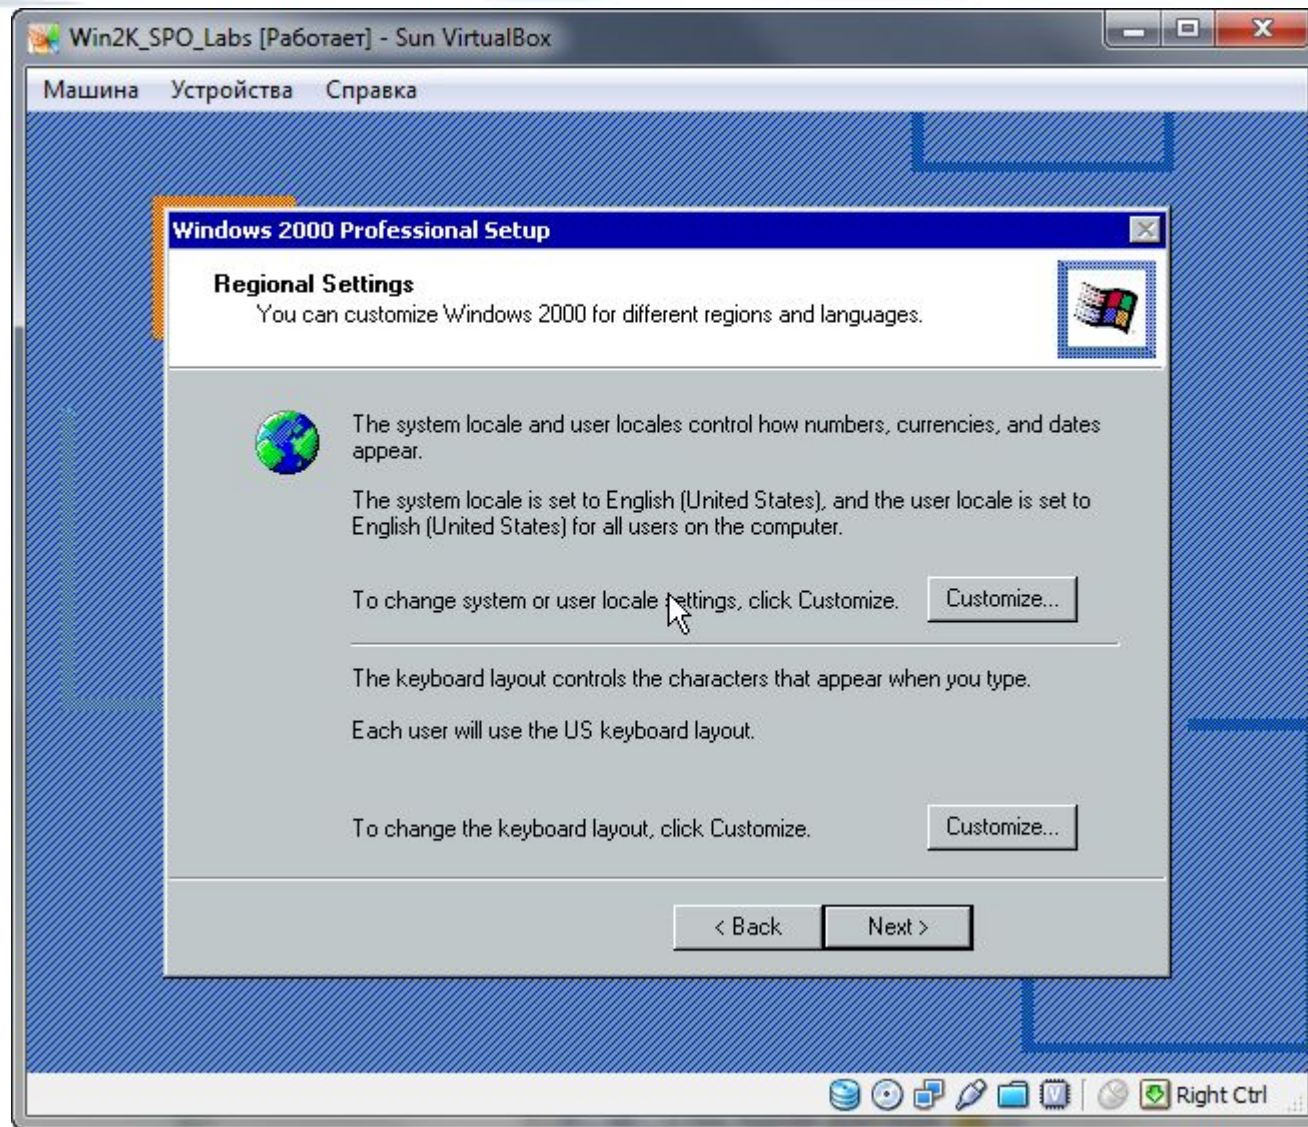 Win2K_SPO_Labs [Работает] - Sun VirtualBox
Машина Устройства Справка
Windows 2000 Professional Setup
Regional Settings
You can customize Windows 2000 for different regions and languages.
The system locale and user locales control how numbers, currencies, and dates
appear.
The system locale is set to English (United States), and the user locale is set to
English (United States) for all users on the computer.
To change system or user locale settings, click Customize. Customize...
The keyboard layout controls the characters that appear when you type.
Each user will use the US keyboard layout.
To change the keyboard layout, click Customize. Customize...
< Back Next >
Right Ctrl